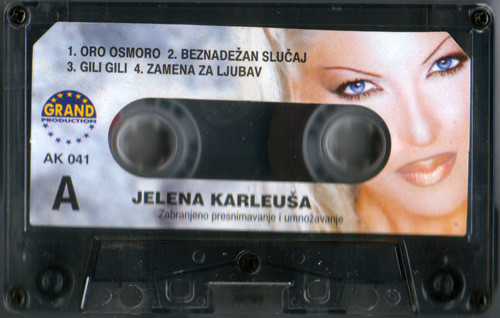 1. ORO OSMORO 2. BEZNADEŽAN SLUČAJ
3. GILI GILI 4. ZAMENA ZA LJUBAV
GRAND
PRODUCTION
AK 041
A
JELENA KARLEUŠA
Zabranjeno presnimavanje i umnožavanje